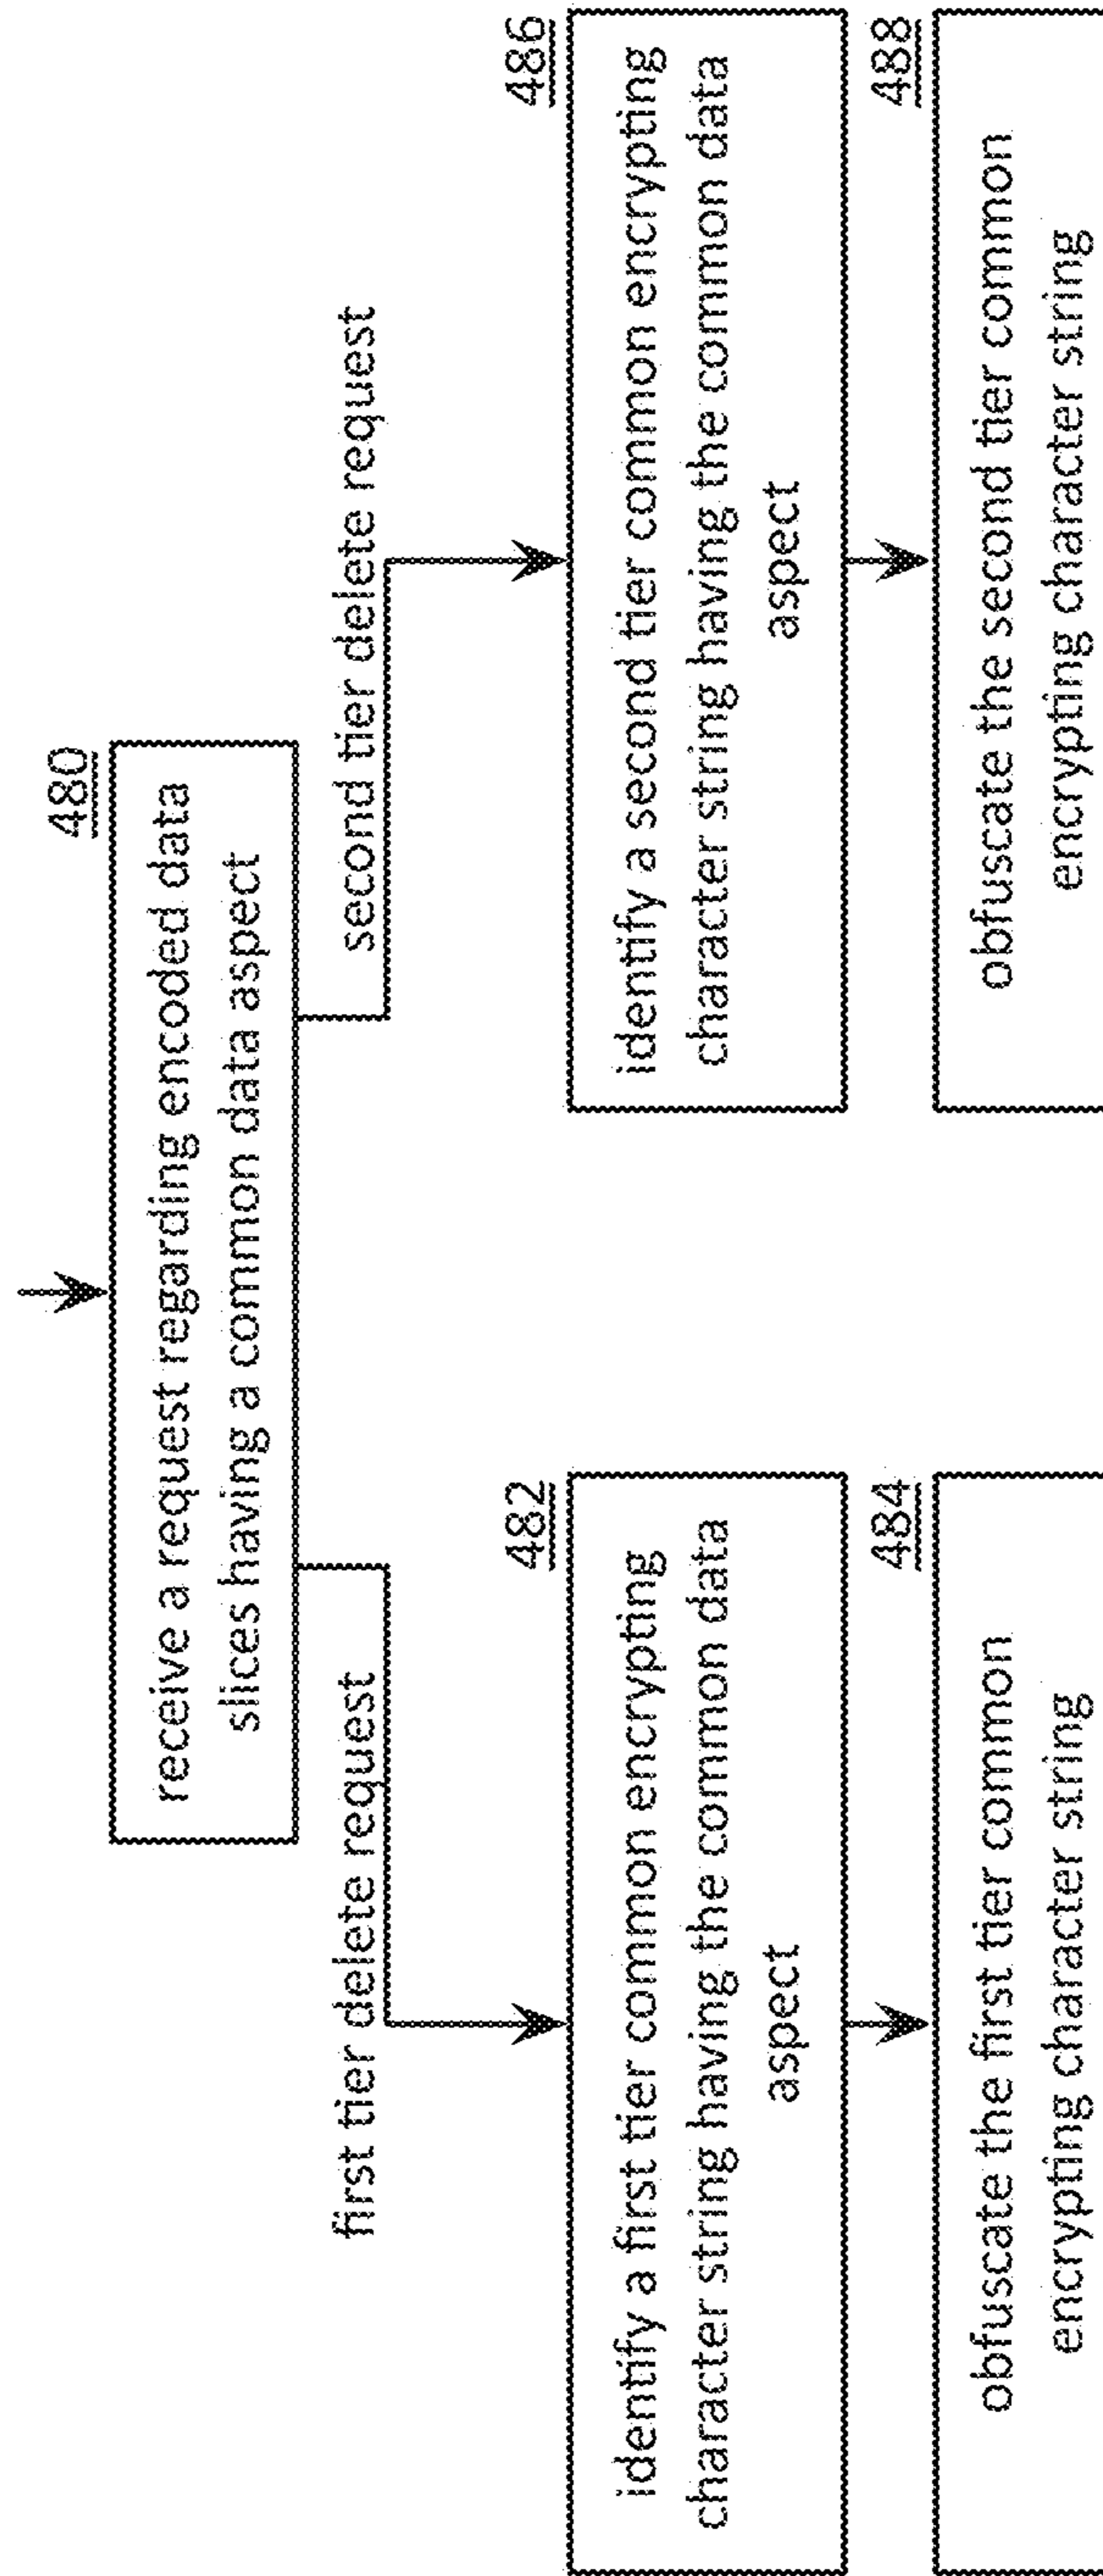 480
receive a request regarding encoded data
slices having a common data aspect
first tier delete request
second tier delete request
482
identify a first tier common encrypting
character string having the common data
aspect
484
obfuscate the first tier common
encrypting character string
486
identify a second tier common encrypting
character string having the common data
aspect
488
obfuscate the second tier common
encrypting character string